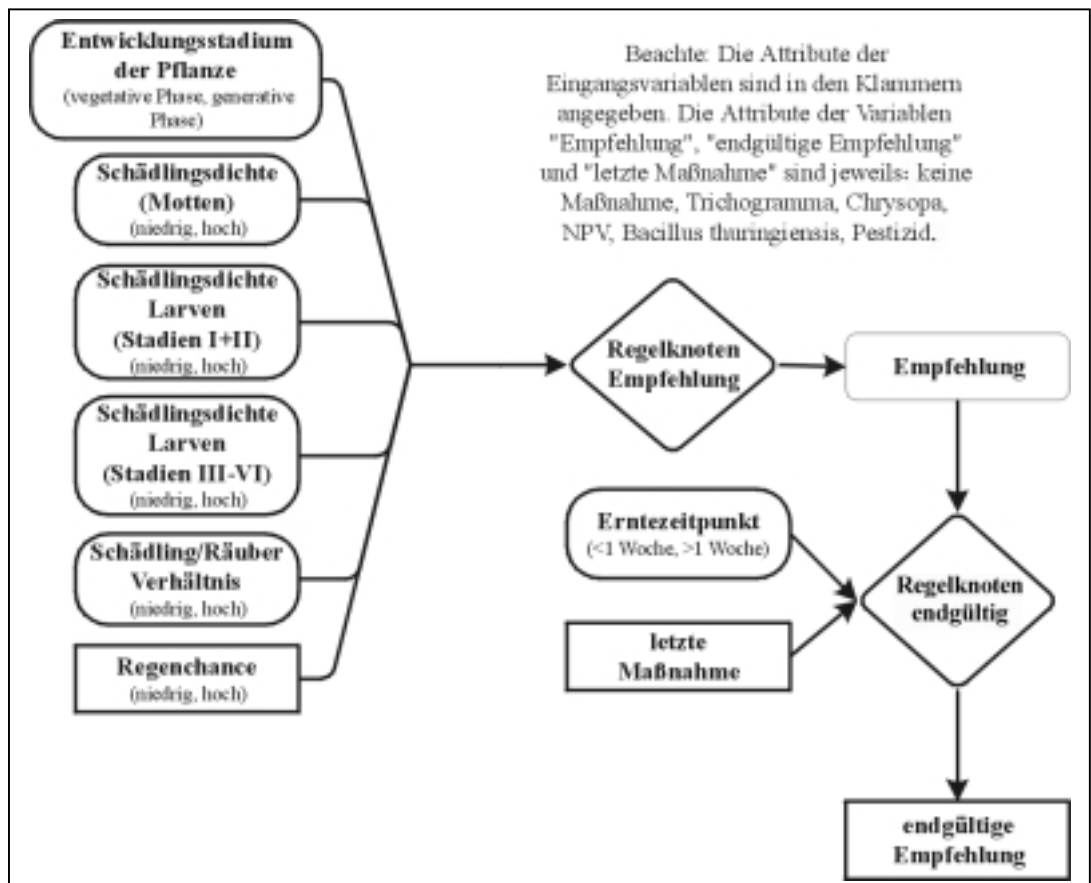 Entwicklungsstadium
der Pflanze
(vegetative Phase, generative
Phase)
Schädlingsdichte
(Motten)
(niedrig, hoch)
Schädlingsdichte
Larven
(Stadien I+II)
(niedrig, hoch)
Schädlingsdichte
Larven
(Stadien III-VI)
(niedrig, hoch)
Schädling/Räuber
Verhältnis
(niedrig, hoch)
Regenchance
(niedrig, hoch)
Beachte: Die Attribute der
Eingangsvariablen sind in den Klammern
angegeben. Die Attribute der Variablen
"Empfehlung", "endgültige Empfehlung"
und "letzte Maßnahme" sind jeweils: keine
Maßnahme, Trichogramma, Chrysopa,
NPV, Bacillus thuringiensis, Pestizid.
Regelknoten
Empfehlung
Empfehlung
Erntezeitpunkt
(<1 Woche, >1 Woche)
letzte
Maßnahme
Regelknoten
endgültig
endgültige
Empfehlung